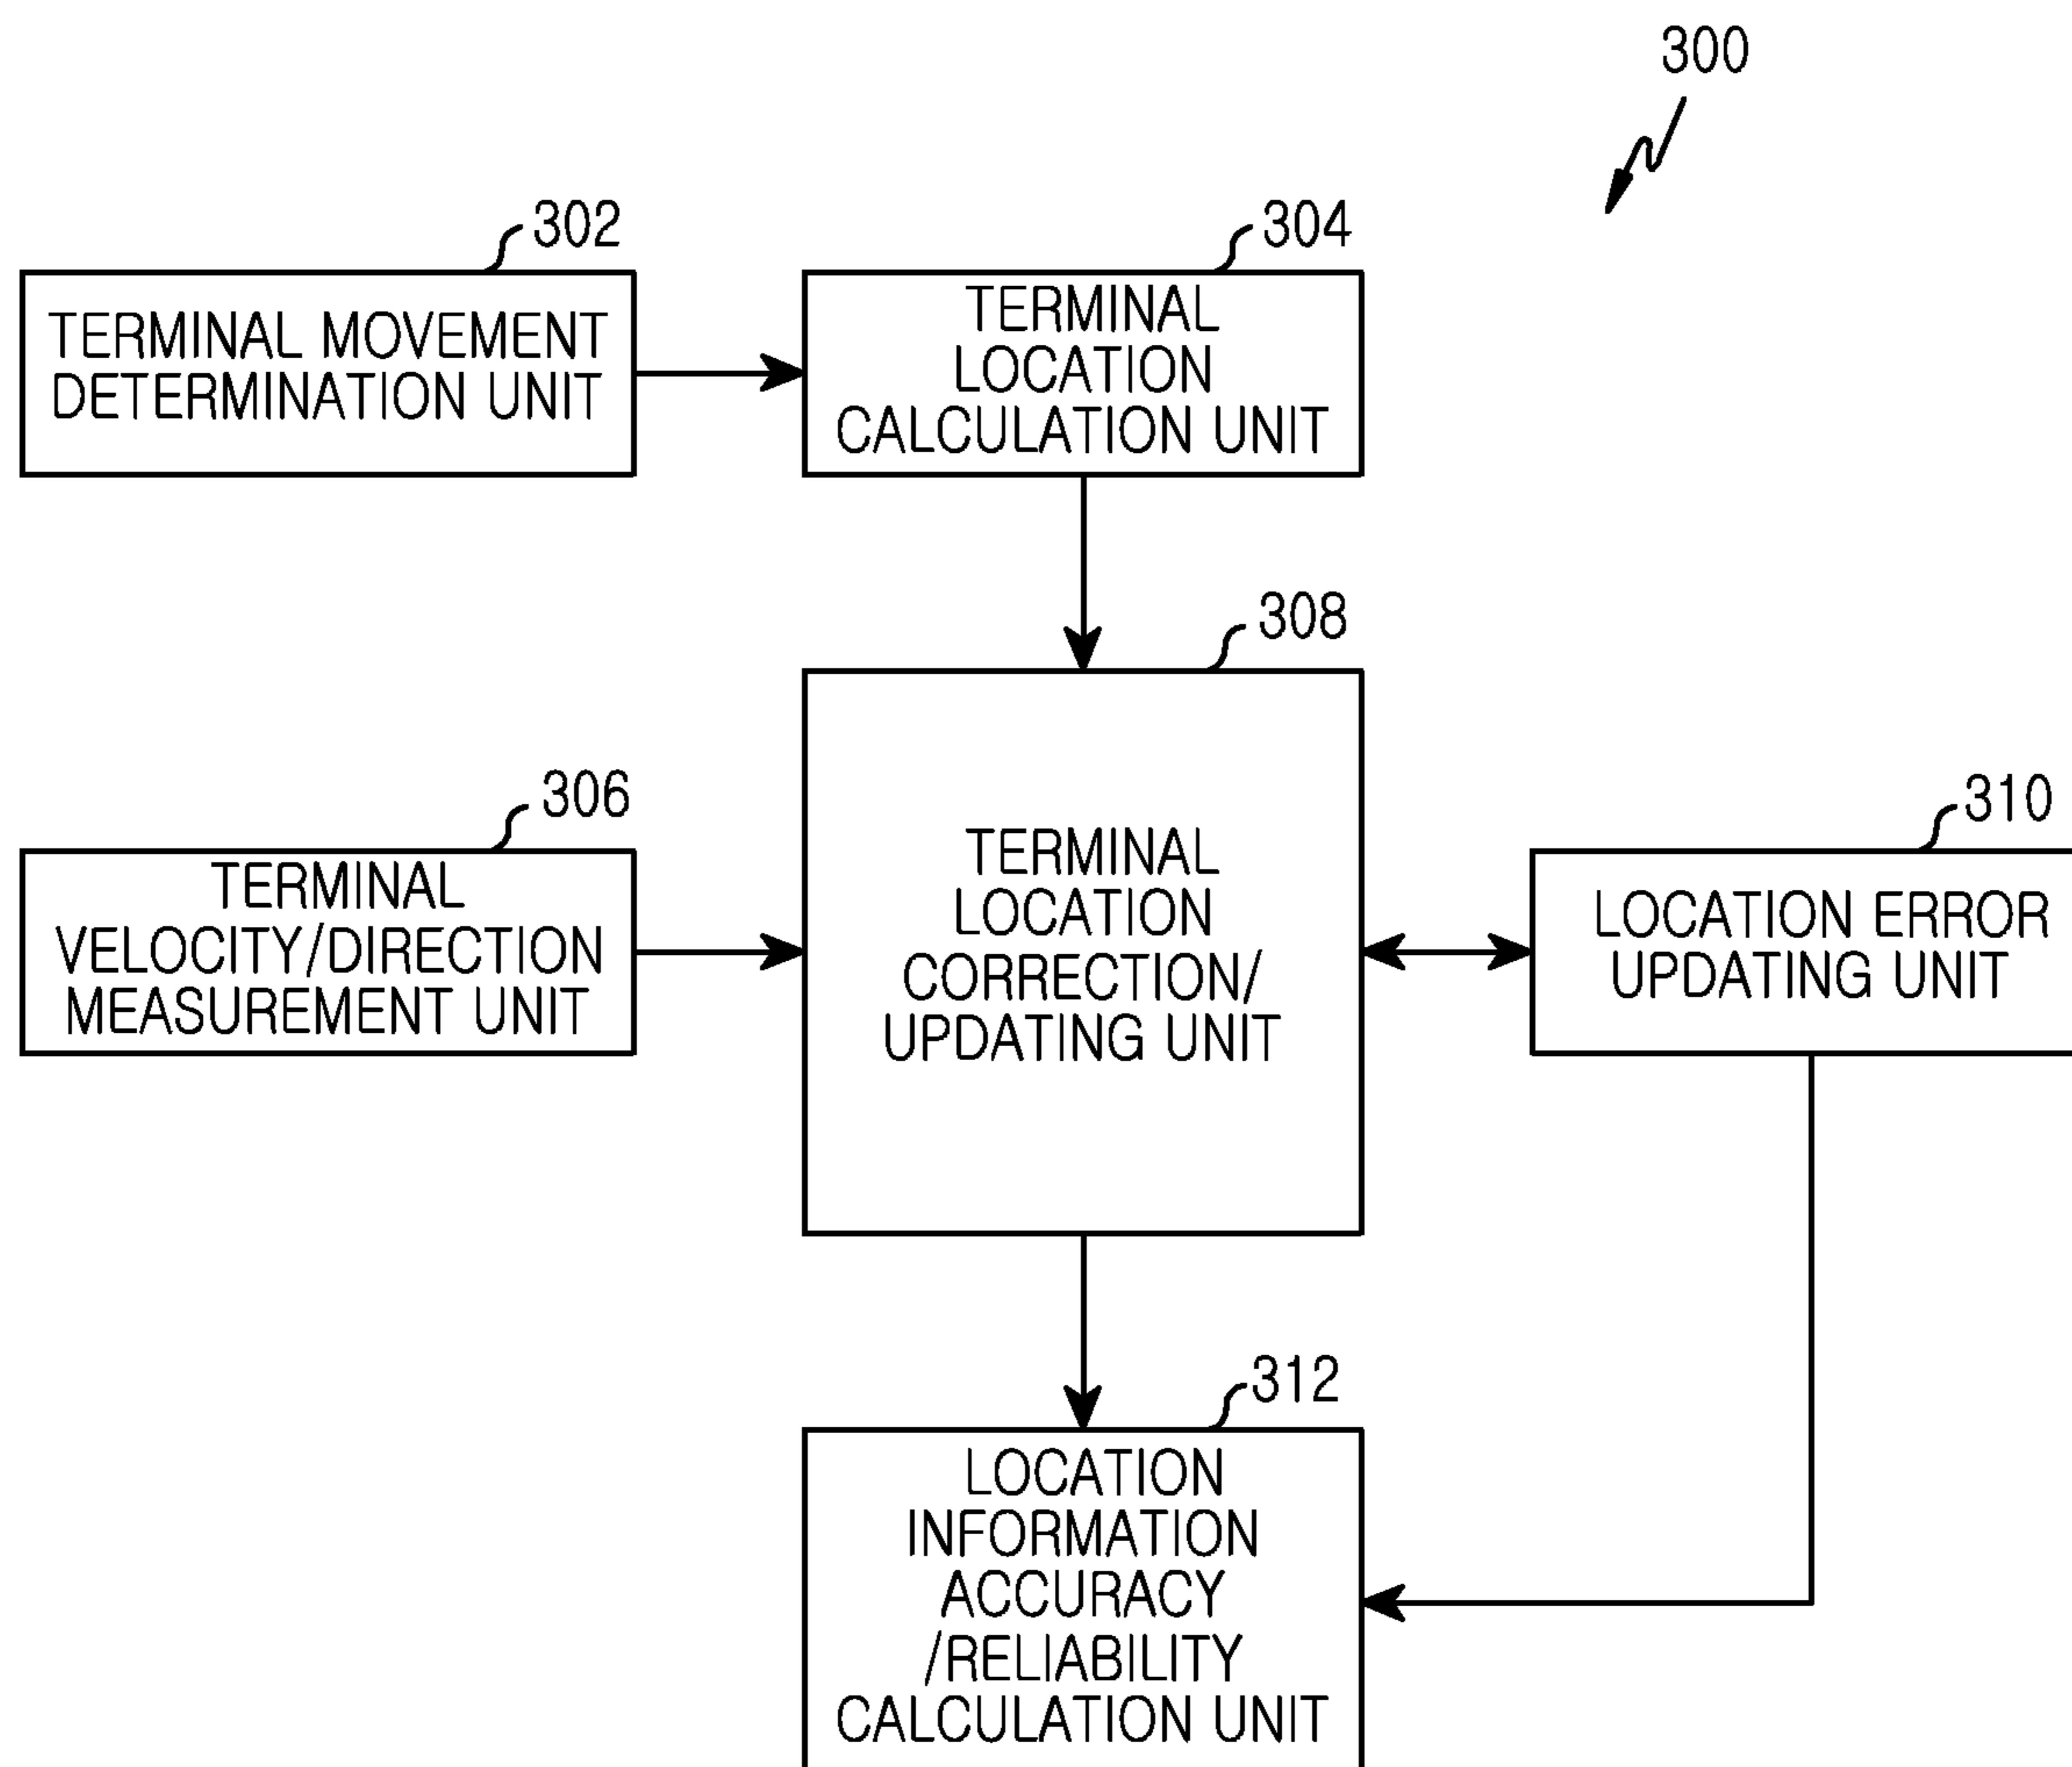 300
302
TERMINAL MOVEMENT
DETERMINATION UNIT
304
TERMINAL
LOCATION
CALCULATION UNIT
306
TERMINAL
VELOCITY/DIRECTION
MEASUREMENT UNIT
308
TERMINAL
LOCATION
CORRECTION/
UPDATING UNIT
310
LOCATION ERROR
UPDATING UNIT
312
LOCATION
INFORMATION
ACCURACY
/RELIABILITY
CALCULATION UNIT